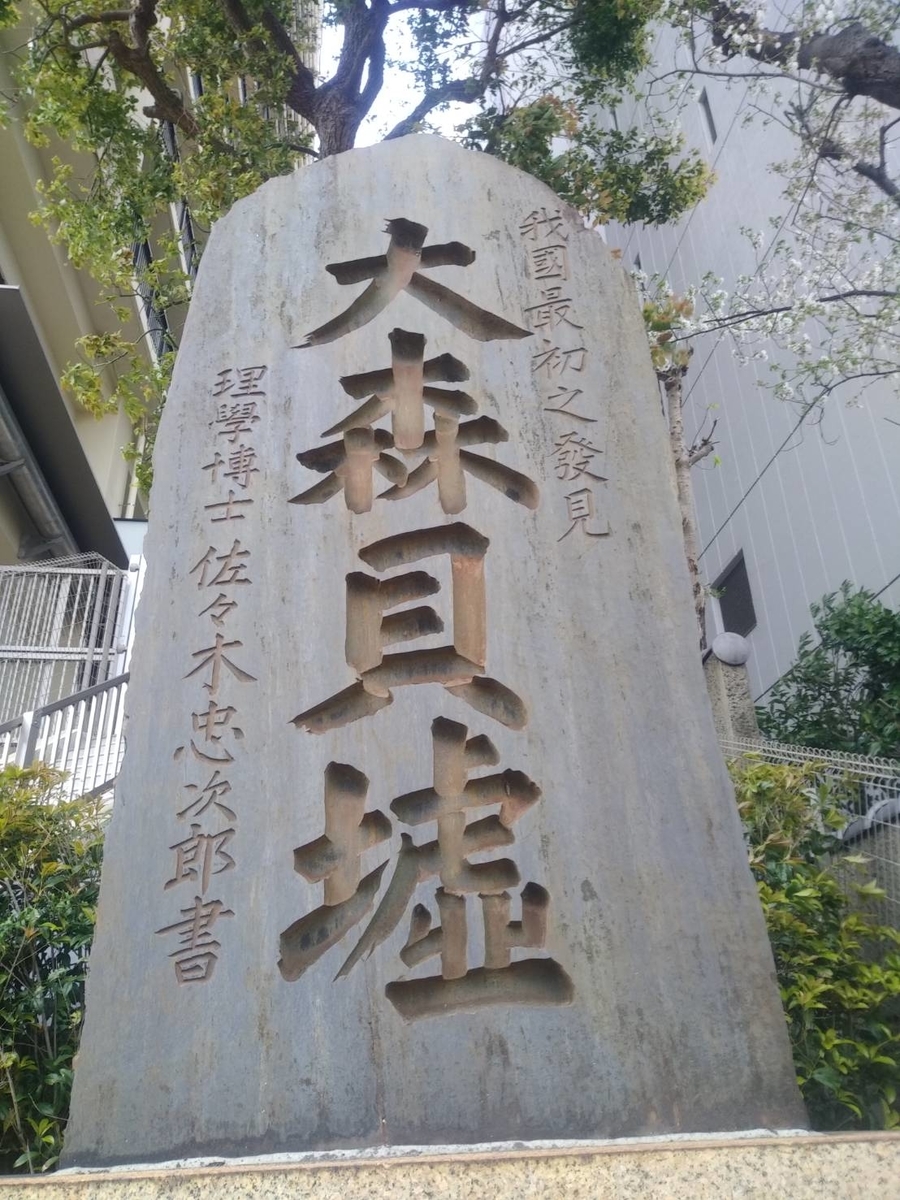 我國最初之發見
大森貝墟
理學博士 佐々木忠次郎書